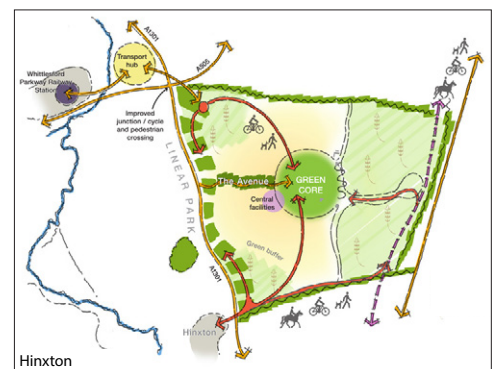 A1301
A505
Transport
hub
Whittlesford
Parkway Railway
Station
Improved
junction / cycle
and pedestrian
crossing
LINEAR PARK
The Avenue
GREEN
CORE
Central
facilities
Green buffer
A1301
Hinxton
Hinxton